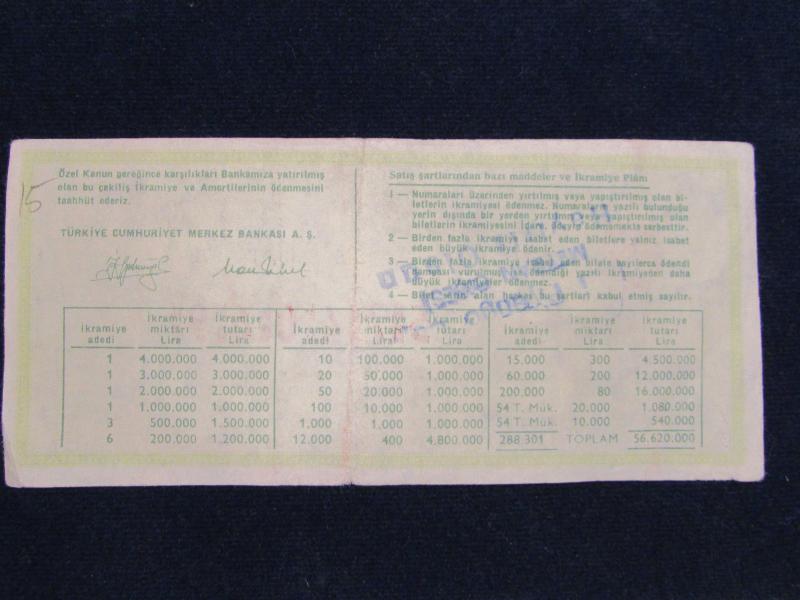 15
Özel Kanun gereğince karşılıkları Bankamıza yatırılmış
olan bu çekiliş İkramiye ve Amortilerinin ödenmesini
taahhüt ederiz.
TÜRKİYE CUMHURİYET MERKEZ BANKASI A. Ş.
Satış şartlarından bazı maddeler ve İkramiye Plânı
1 — Numaraları üzerinden yırtılmış veya yapıştırılmış olan bi-
letlerin ikramiyesi ödenmez. Numaraların yazılı bulunduğu
yerin dışında bir yerden yırtılmış veya yapıştırılmış olan
biletlerin ikramiyesini İdare, ödeyip ödememekte serbesttir.
2 — Birden fazla ikramiye isabet eden biletlere yalnız isabet
eden büyük ikramiye ödenir.
3 — Birden fazla ikramiye isabet eden bilete bayilerce ödendi
damgası vurulmuş ödendiği yazılı ikramiyeden daha
büyük ikramiyeler ödenmez.
4 — Bilet satın alan herkes bu şartları kabul etmiş sayılır.
İkramiye adedi İkramiye miktarı Lira İkramiye tutarı Lira İkramiye adedi İkramiye miktarı Lira İkramiye tutarı Lira İkramiye adedi İkramiye miktarı Lira İkramiye tutarı Lira
1 4.000.000 4.000.000 10 100.000 1.000.000 15.000 300 4.500.000
1 3.000.000 3.000.000 20 50.000 1.000.000 60.000 200 12.000.000
1 2.000.000 2.000.000 50 20.000 1.000.000 200.000 80 16.000.000
1 1.000.000 1.000.000 100 10.000 1.000.000 54 T. Mük. 20.000 1.080.000
3 500.000 1.500.000 1.000 1.000 1.000.000 54 T. Mük. 10.000 540.000
6 200.000 1.200.000 12.000 400 4.800.000 288.301 TOPLAM 56.620.000